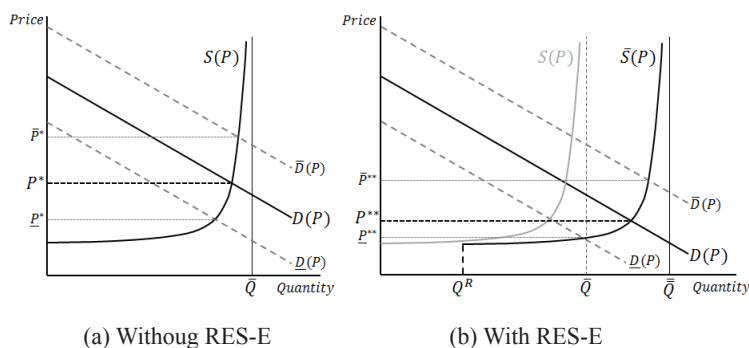 Price
S(P)
P̄*
D̄(P)
P*
P̲*
D(P)
D̲(P)
Q̄
Quantity
(a) Withoug RES-E
Price
S(P)
S̄(P)
P̄**
D̄(P)
P**
P̲**
D(P)
D̲(P)
Q^R
Q̄
Q̿
Quantity
(b) With RES-E